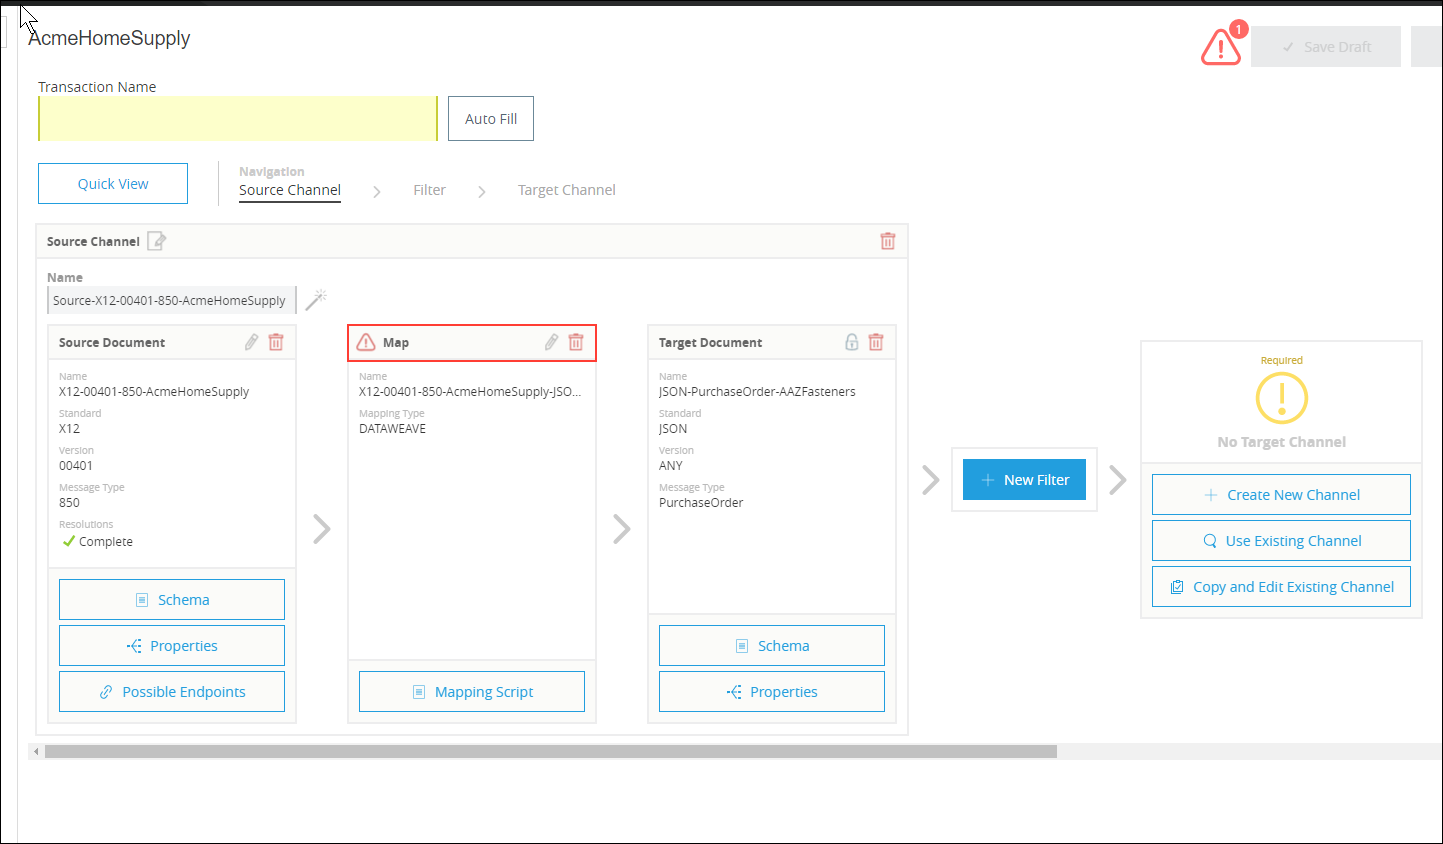 AcmeHomeSupply
1
Save Draft
Transaction Name
Auto Fill
Quick View
Navigation
Source Channel
Filter
Target Channel
Source Channel
Name
Source-X12-00401-850-AcmeHomeSupply
Source Document
Name
X12-00401-850-AcmeHomeSupply
Standard
X12
Version
00401
Message Type
850
Resolutions
Complete
Schema
Properties
Possible Endpoints
Map
Name
X12-00401-850-AcmeHomeSupply-JSO...
Mapping Type
DATAWEAVE
Mapping Script
Target Document
Name
JSON-PurchaseOrder-AAZFasteners
Standard
JSON
Version
ANY
Message Type
PurchaseOrder
Schema
Properties
New Filter
Required
No Target Channel
Create New Channel
Use Existing Channel
Copy and Edit Existing Channel